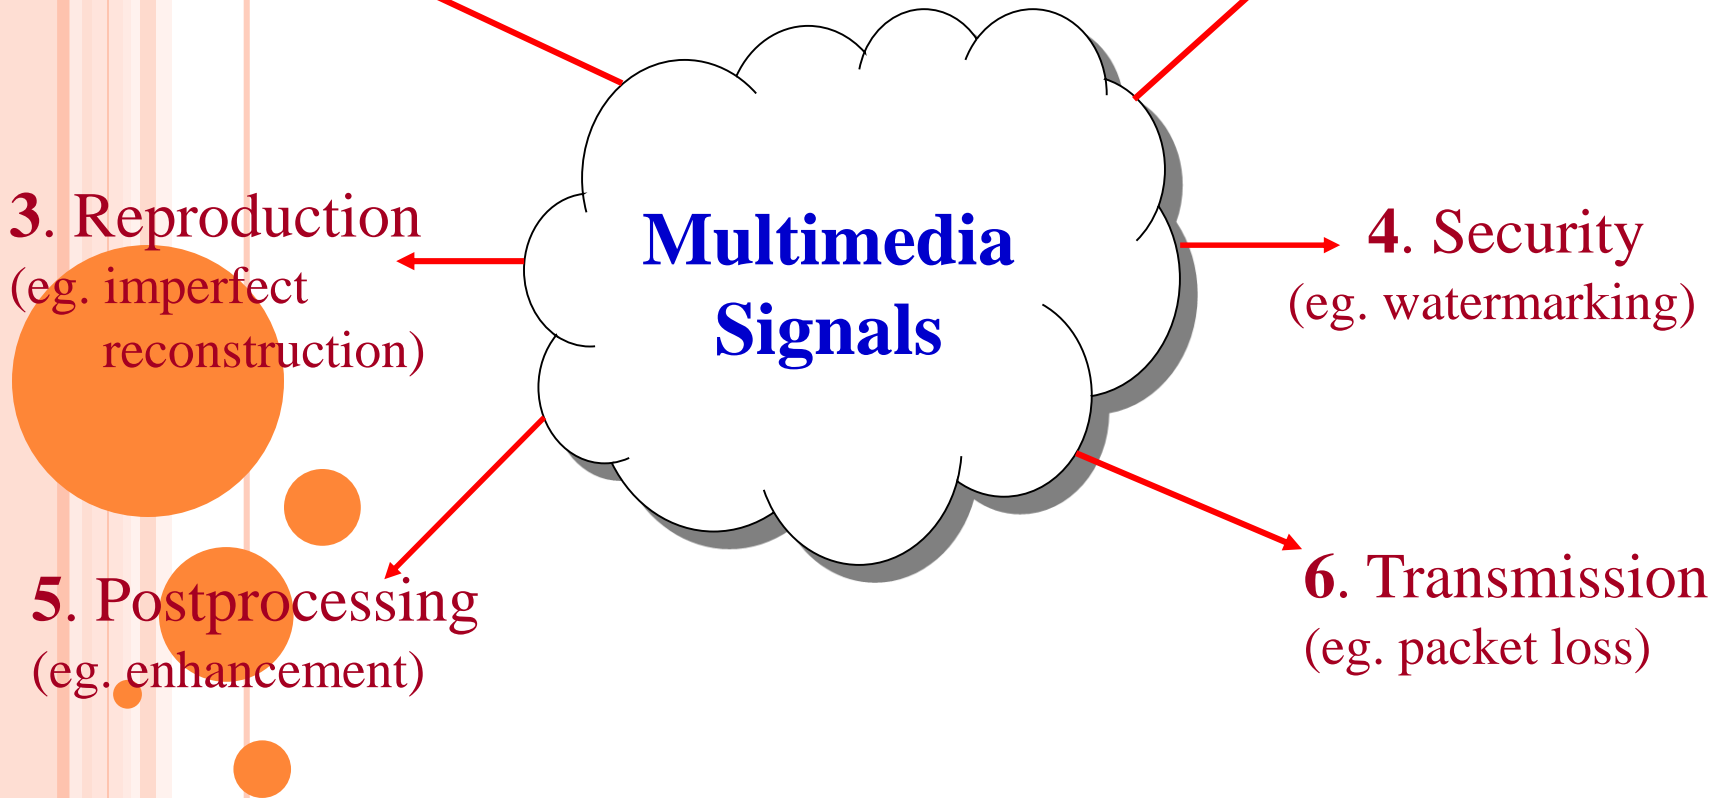 Multimedia
Signals
3. Reproduction
(eg. imperfect
reconstruction)
4. Security
(eg. watermarking)
5. Postprocessing
(eg. enhancement)
6. Transmission
(eg. packet loss)